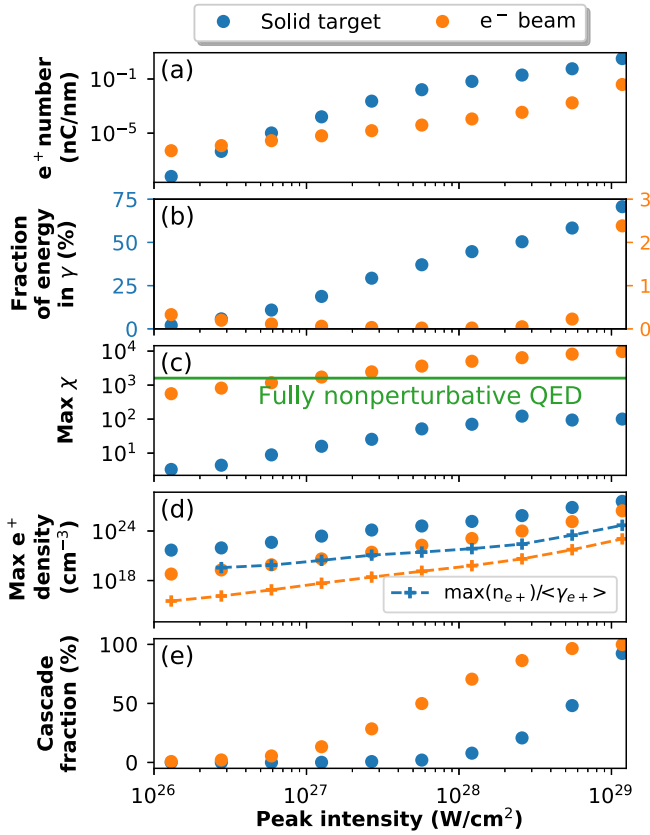 Solid target
e⁻ beam
(a)
10⁻¹
10⁻⁵
e⁺ number
(nC/nm)
(b)
75
50
25
0
3
2
1
0
Fraction
of energy
in γ (%)
(c)
10⁴
10³
10²
10¹
Max χ
Fully nonperturbative QED
(d)
10²⁴
10¹⁸
Max e⁺
density
(cm⁻³)
max(nₑ₊)/<γₑ₊>
(e)
100
50
0
Cascade
fraction (%)
10²⁶
10²⁷
10²⁸
10²⁹
Peak intensity (W/cm²)